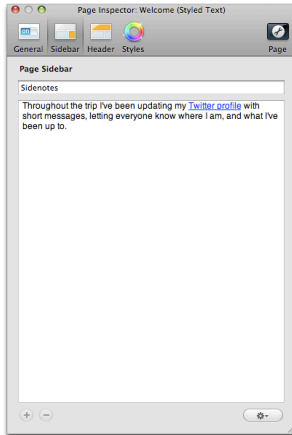 Page Inspector: Welcome (Styled Text)
General Sidebar Header Styles Page
Page Sidebar
Sidenotes
Throughout the trip I've been updating my Twitter profile with
short messages, letting everyone know where I am, and what I've
been up to.